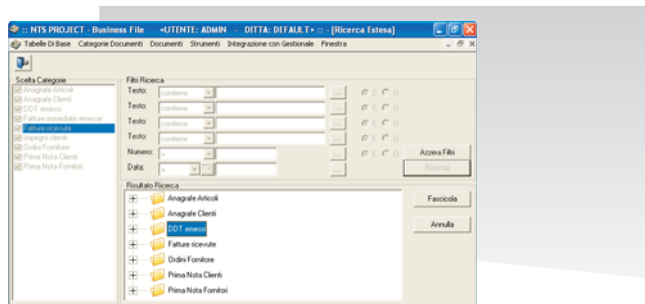 :: NTS PROJECT - Business File «UTENTE: ADMIN - DITTA: DEFAULT» :: - [Ricerca Estesa]
Tabelle Di Base Categorie Documenti Documenti Strumenti Integrazione con Gestionale Finestra
Scelta Categorie
Anagrafe Articoli
Anagrafe Clienti
DDT emessi
Fatture immediate emesse
Fatture ricevute
Impegni clienti
Ordini Fornitore
Prima Nota Clienti
Prima Nota Fornitori
Filtri Ricerca
Testo: contiene ... E O
Testo: contiene ... E O
Testo: contiene ... E O
Testo: contiene ... E O
Numero: = ...
Data: = ...
Azzera Filtri
Ricerca
Risultato Ricerca
Anagrafe Articoli
Anagrafe Clienti
DDT emessi
Fatture ricevute
Ordini Fornitore
Prima Nota Clienti
Prima Nota Fornitori
Fascicola
Annulla